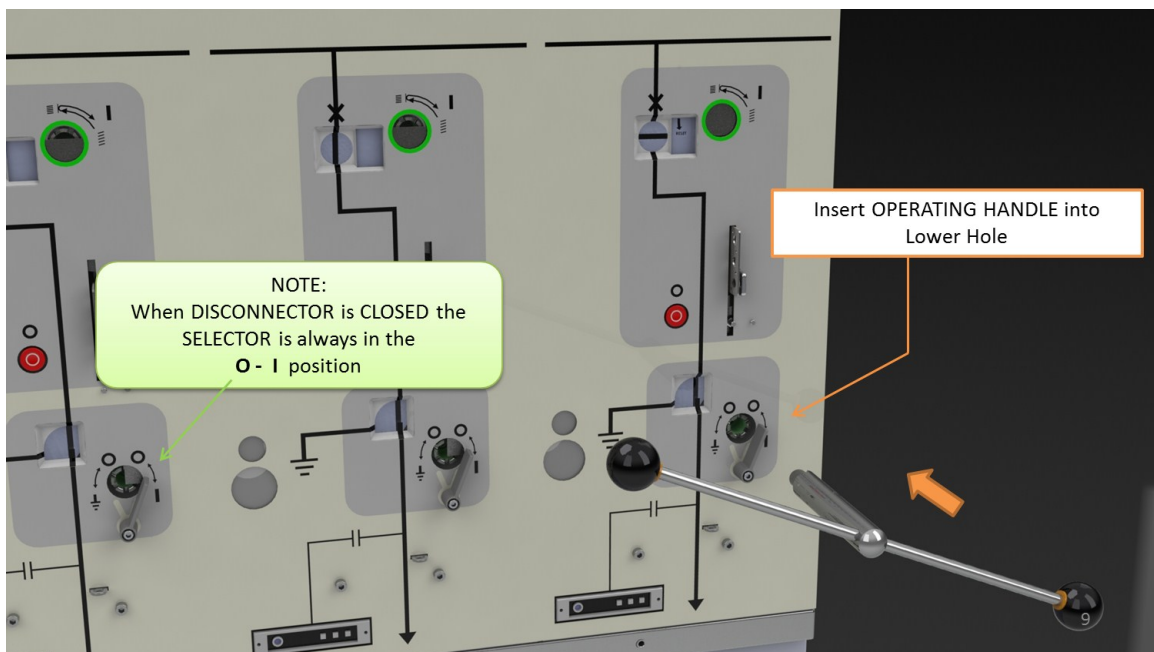 Insert OPERATING HANDLE into
Lower Hole
NOTE:
When DISCONNECTOR is CLOSED the
SELECTOR is always in the
O - I position
9